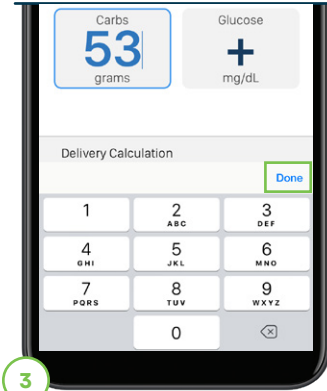 Carbs Glucose
53 +
grams mg/dL
Delivery Calculation
Done
1 2 3
ABC DEF
4 5 6
GHI JKL MNO
7 8 9
PQRS TUV WXYZ
0
3